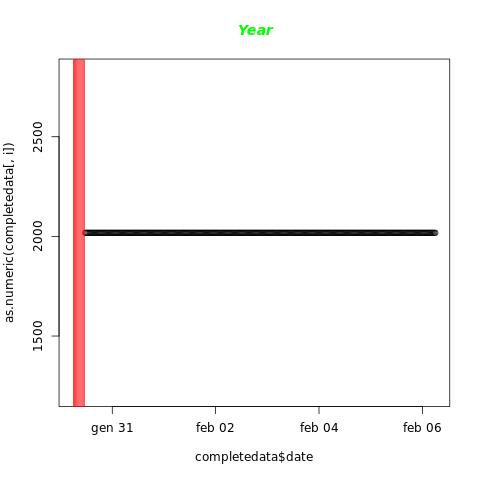 Year
as.numeric(completedata[, i])
2500
2000
1500
gen 31
feb 02
feb 04
feb 06
completedata$date